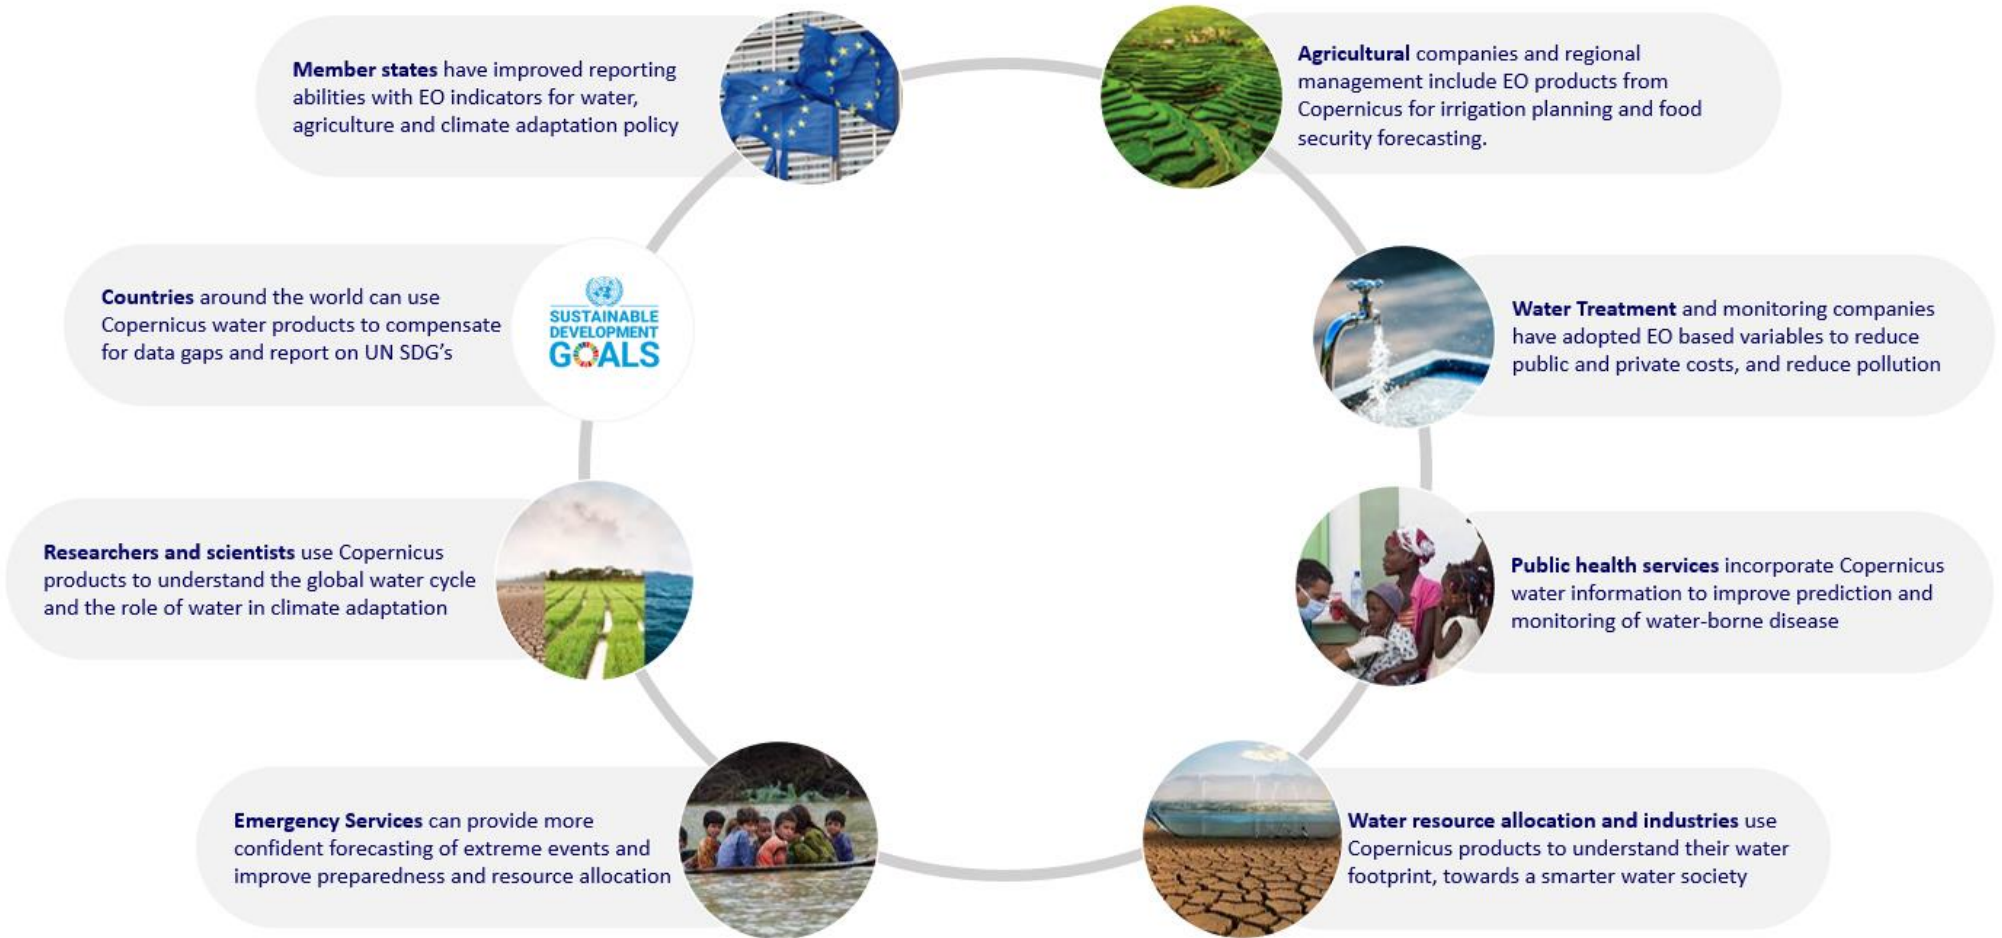 Member states have improved reporting
abilities with EO indicators for water,
agriculture and climate adaptation policy
Agricultural companies and regional
management include EO products from
Copernicus for irrigation planning and food
security forecasting.
Countries around the world can use
Copernicus water products to compensate
for data gaps and report on UN SDG's
SUSTAINABLE
DEVELOPMENT
GOALS
Water Treatment and monitoring companies
have adopted EO based variables to reduce
public and private costs, and reduce pollution
Researchers and scientists use Copernicus
products to understand the global water cycle
and the role of water in climate adaptation
Public health services incorporate Copernicus
water information to improve prediction and
monitoring of water-borne disease
Emergency Services can provide more
confident forecasting of extreme events and
improve preparedness and resource allocation
Water resource allocation and industries use
Copernicus products to understand their water
footprint, towards a smarter water society